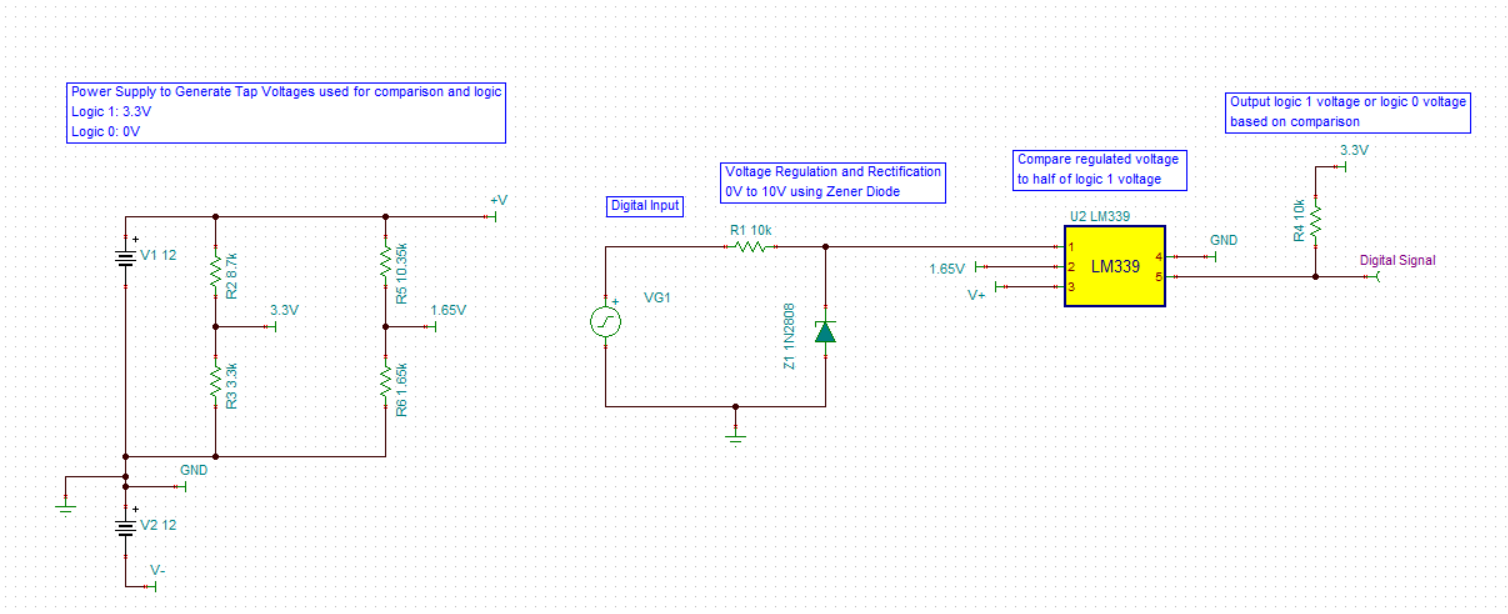 Power Supply to Generate Tap Voltages used for comparison and logic
Logic 1: 3.3V
Logic 0: 0V
Output logic 1 voltage or logic 0 voltage
based on comparison
Compare regulated voltage
to half of logic 1 voltage
Voltage Regulation and Rectification
0V to 10V using Zener Diode
Digital Input
+V
V1 12
+
R2 8.7k
R5 10.35k
3.3V
1.65V
R3 3.3k
R6 1.65k
GND
+
V2 12
V-
R1 10k
VG1
+
Z1 1N2808
U2 LM339
1
2
3
4
5
LM339
1.65V
V+
GND
3.3V
R4 10k
Digital Signal